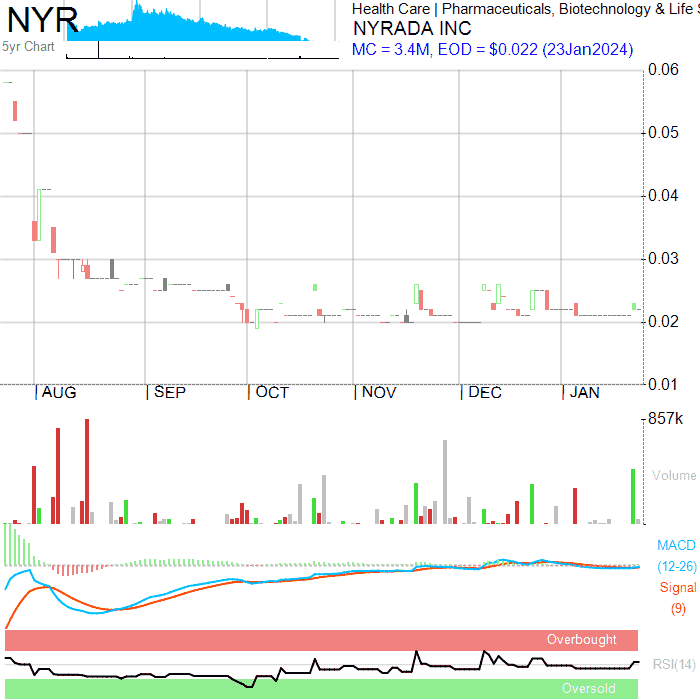 NYR
Health Care | Pharmaceuticals, Biotechnology & Life
NYRADA INC
5yr Chart
MC = 3.4M, EOD = $0.022 (23Jan2024)
0.06
0.05
0.04
0.03
0.02
0.01
AUG SEP OCT NOV DEC JAN
857k
Volume
MACD
(12-26)
Signal
(9)
Overbought
RSI(14)
Oversold